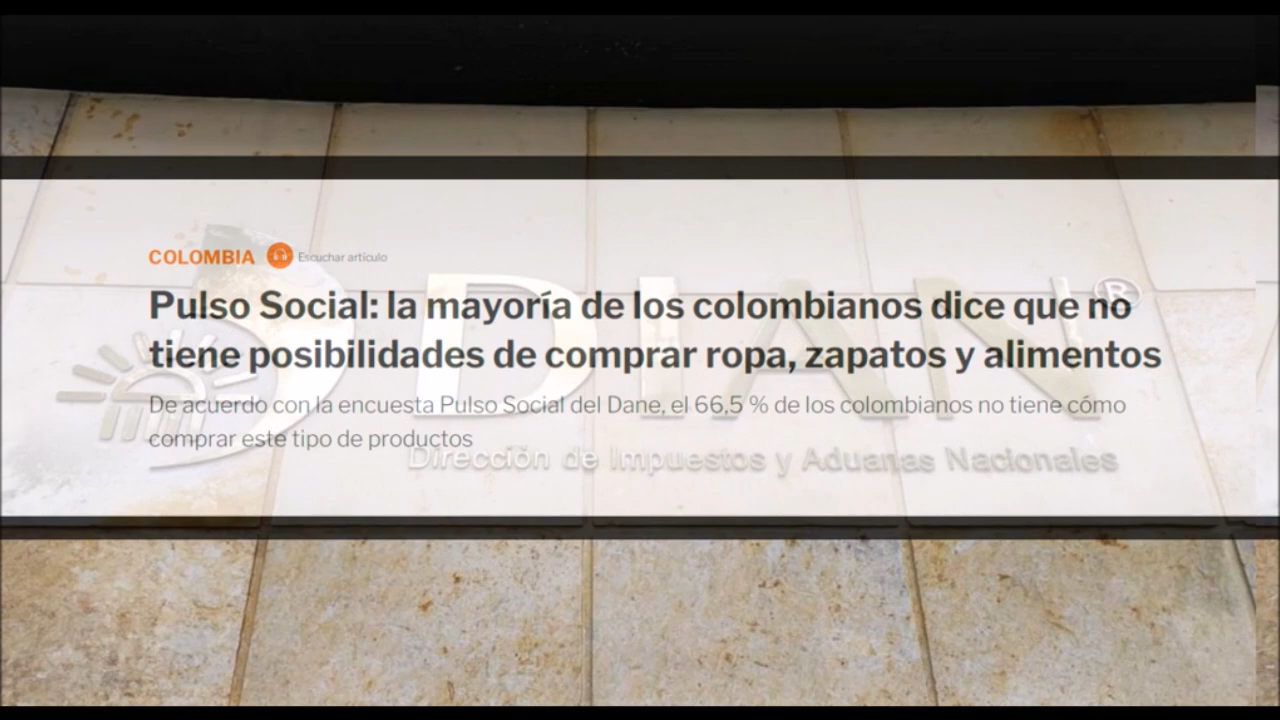 COLOMBIA Escuchar artículo
Pulso Social: la mayoría de los colombianos dice que no
tiene posibilidades de comprar ropa, zapatos y alimentos
De acuerdo con la encuesta Pulso Social del Dane, el 66,5 % de los colombianos no tiene cómo
comprar este tipo de productos
DIAN®
Dirección de Impuestos y Aduanas Nacionales